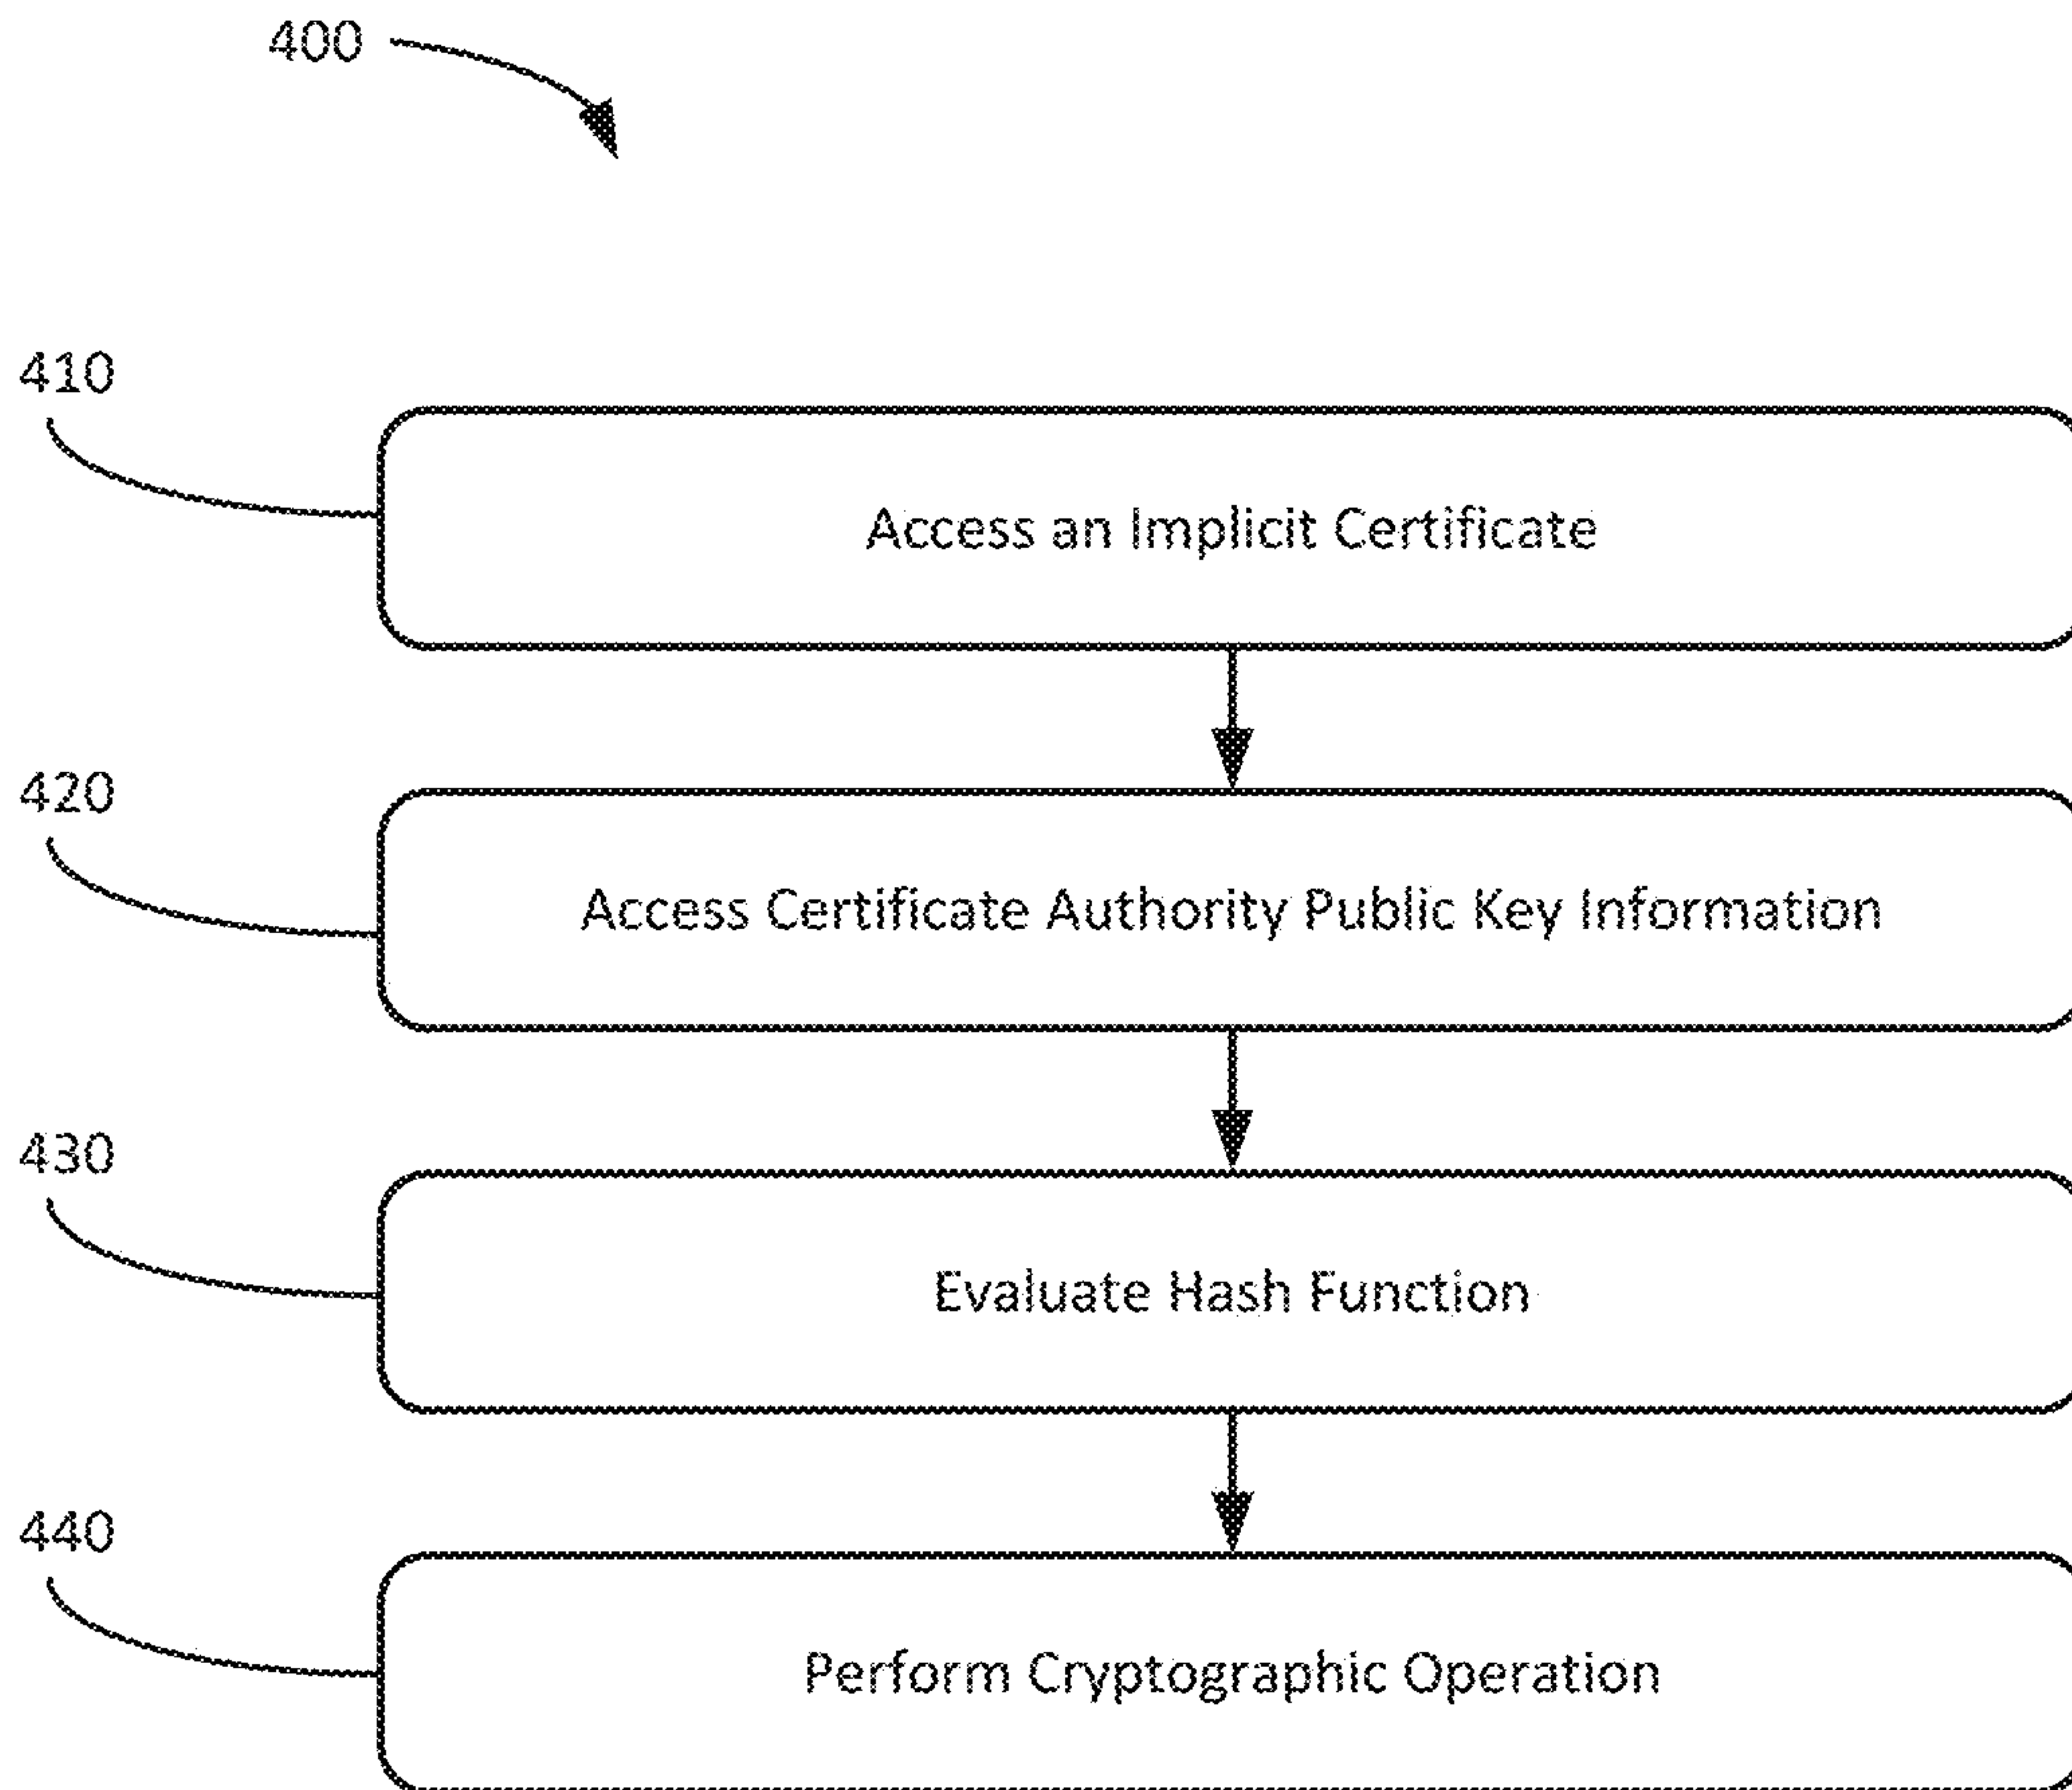 400
410
Access an Implicit Certificate
420
Access Certificate Authority Public Key Information
430
Evaluate Hash Function
440
Perform Cryptographic Operation